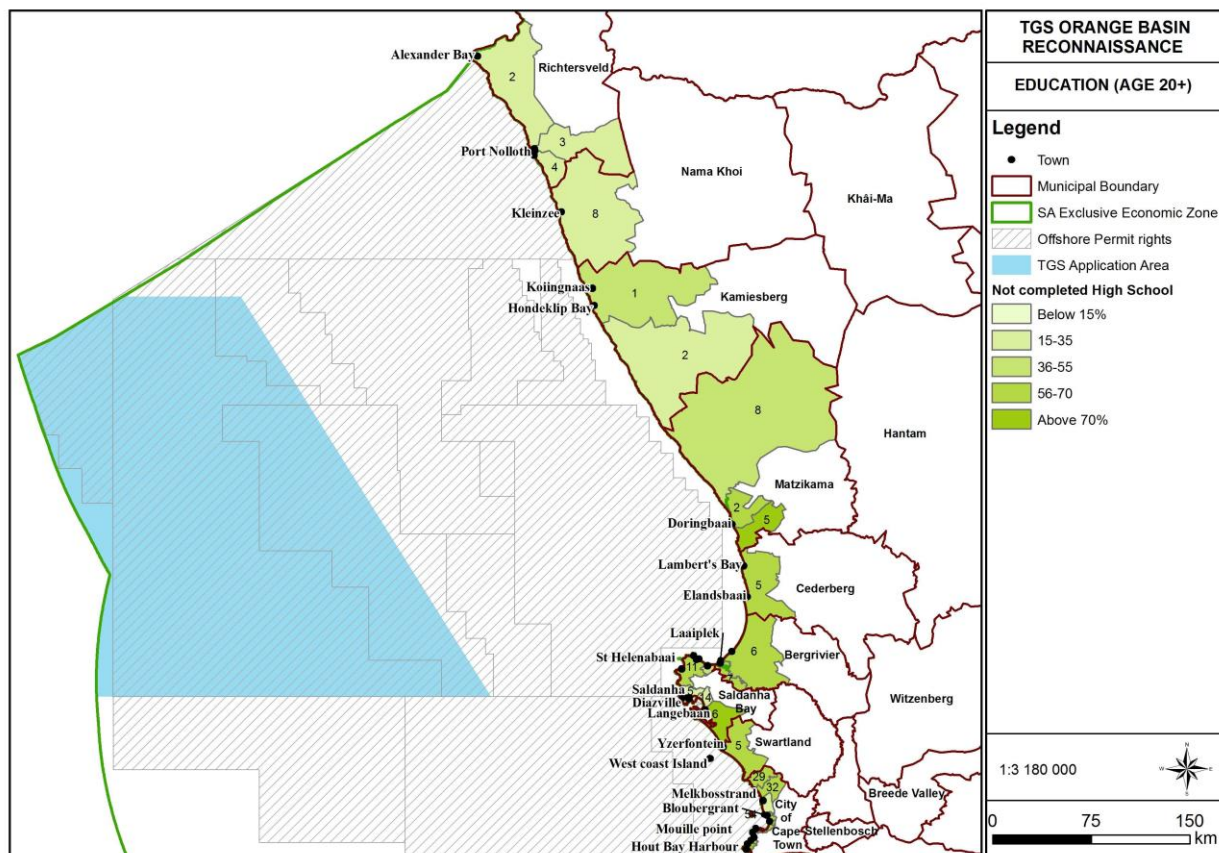 TGS ORANGE BASIN
RECONNAISSANCE
EDUCATION (AGE 20+)
Legend
Town
Municipal Boundary
SA Exclusive Economic Zone
Offshore Permit rights
TGS Application Area
Not completed High School
Below 15%
15-35
36-55
56-70
Above 70%
1:3 180 000
N
W
E
S
0 75 150
km
Alexander Bay
Richtersveld
2
3
Port Nolloth
4
Nama Khoi
Khâi-Ma
Kleinzee
8
Koiingnaas
1
Kamiesberg
Hondeklip Bay
2
8
Hantam
Matzikama
2
Doringbaai
5
Lambert's Bay
5
Cederberg
Elandsbaai
Laaiplek
6
St Helenabaai
11
Bergrivier
Witzenberg
Saldanha
5
14
Saldanha
Bay
Diazville
Langebaan
6
Yzerfontein
5
Swartland
West coast Island
29
32
Melkbosstrand
Breede Valley
Bloubergrant
City
of
Cape
Town
Mouille point
Stellenbosch
Hout Bay Harbour